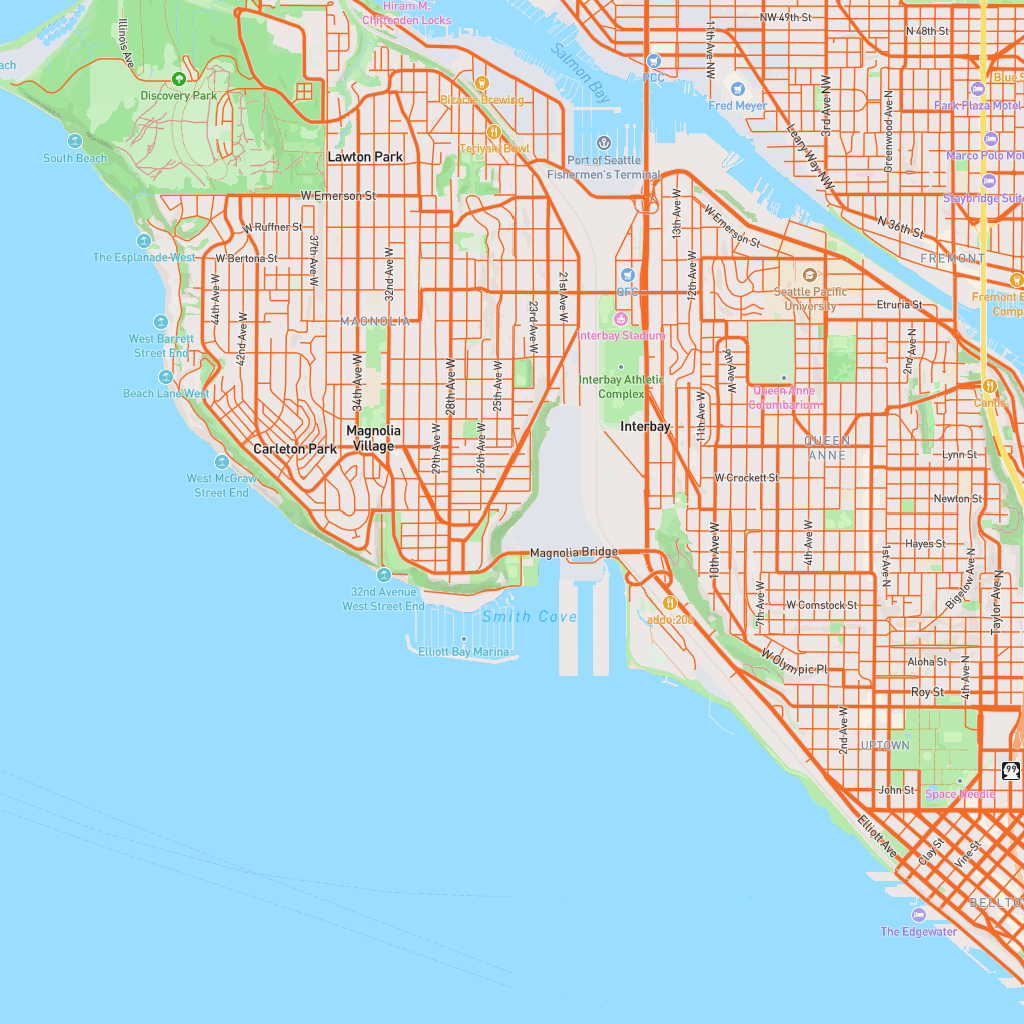 Hiram M.
Chittenden Locks
Illinois Ave
NW 49th St
N 48th St
11th Ave NW
Salmon Bay
PCC
Fred Meyer
Blue S
Park Plaza Motel
Bizarre Brewing
Discovery Park
3rd Ave NW
Greenwood Ave N
Teriyaki Bowl
Lawton Park
South Beach
Port of Seattle
Fishermen's Terminal
Leary Way NW
Marco Polo Mot
Staybridge Suite
W Emerson St
13th Ave W
W Emerson St
N 36th St
FREMONT
W Ruffner St
The Esplanade West
W Bertona St
37th Ave W
32nd Ave W
44th Ave W
21st Ave W
QFC
12th Ave W
Seattle Pacific
University
Etruria St
Fremont B
Comp
23rd Ave W
Interbay Stadium
MAGNOLIA
42nd Ave W
West Barrett
Street End
2nd Ave N
9th Ave W
Beach Lane West
34th Ave W
28th Ave W
25th Ave W
Interbay Athletic
Complex
Queen Anne
Columbarium
Canlis
11th Ave W
Magnolia
Village
Carleton Park
29th Ave W
26th Ave W
Interbay
QUEEN
ANNE
Lynn St
West McGraw
Street End
W Crockett St
Newton St
Magnolia Bridge
10th Ave W
4th Ave W
Hayes St
1st Ave N
Bigelow Ave N
Taylor Ave N
32nd Avenue
West Street End
Smith Cove
addo:206
7th Ave W
W Comstock St
Elliott Bay Marina
W Olympic Pl
Aloha St
4th Ave N
Roy St
2nd Ave W
UPTOWN
99
John St
Space Needle
Elliott Ave
Clay St
Vine St
The Edgewater